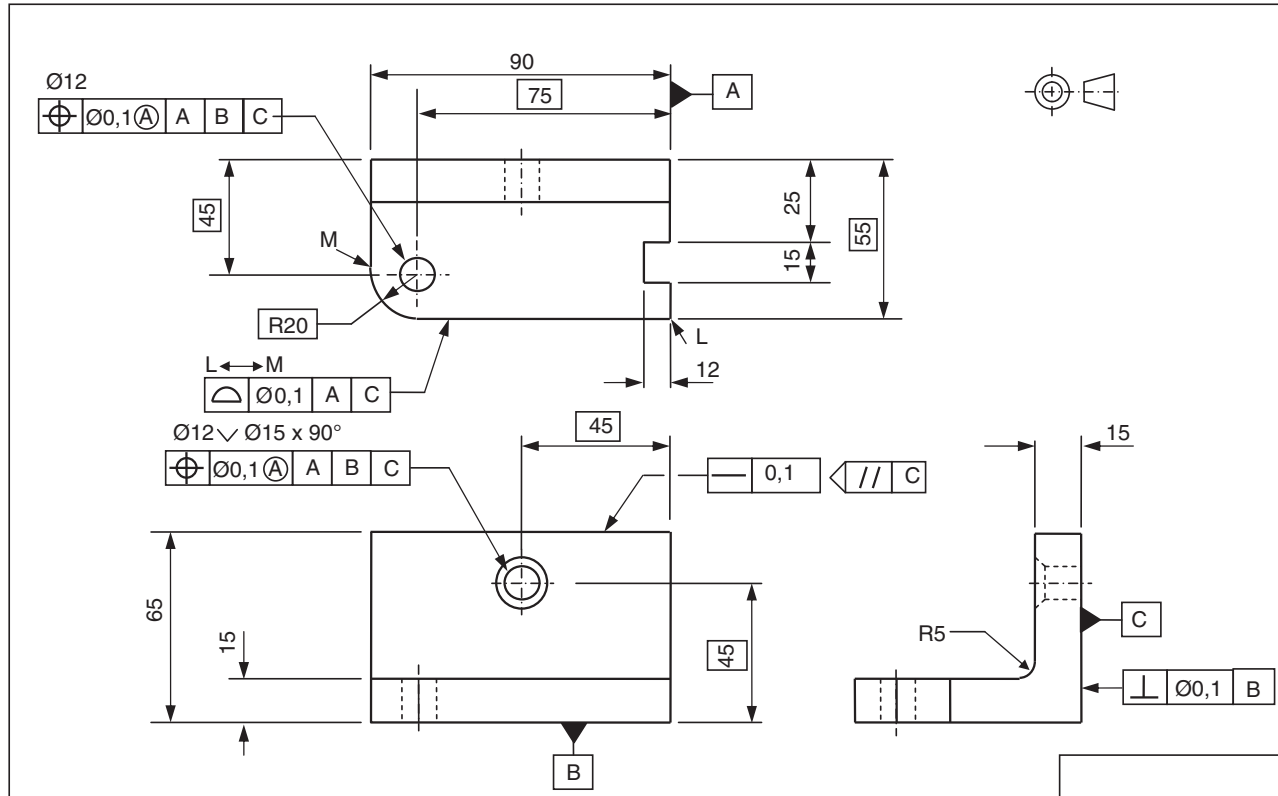 90
75
A
Ø12
⌖ Ø0,1Ⓐ A B C
45
M
25
15
55
R20
L
12
L ⟷ M
⌓ Ø0,1 A C
Ø12 ⌵ Ø15 x 90°
⌖ Ø0,1Ⓐ A B C
45
15
⏤ 0,1 // C
65
15
45
C
R5
⊥ Ø0,1 B
B